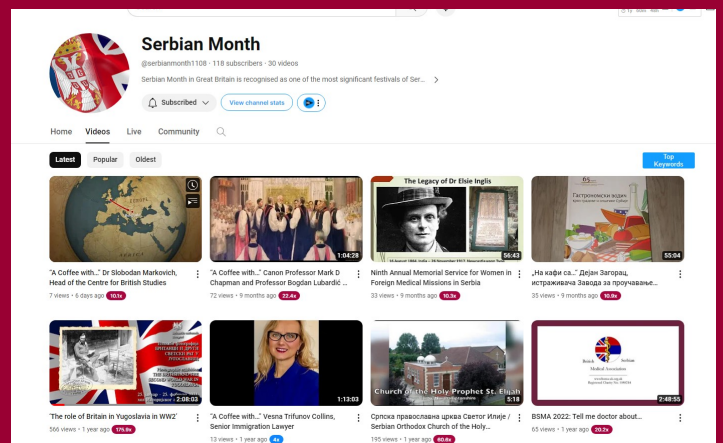 Serbian Month
@serbianmonth1108 · 118 subscribers · 30 videos
Serbian Month in Great Britain is recognised as one of the most significant festivals of Ser...
Subscribed
View channel stats
Home Videos Live Community
Latest Popular Oldest
Top
Keywords
1:04:28
The Legacy of Dr Elsie Inglis
56:43
Гастрономски водич
55:04
"A Coffee with..." Dr Slobodan Markovich,
Head of the Centre for British Studies
7 views • 6 days ago 10.1x
"A Coffee with..." Canon Professor Mark D
Chapman and Professor Bogdan Lubardić ...
72 views • 9 months ago 22.4x
Ninth Annual Memorial Service for Women in
Foreign Medical Missions in Serbia
33 views • 9 months ago 10.3x
„На кафи са..." Дејан Загорац,
истраживача Завода за проучавање...
35 views • 9 months ago 10.9x
2:08:03
1:13:03
Church of the Holy Prophet St. Elijah
5:18
British Serbian
Medical Association
2:48:55
'The role of Britain in Yugoslavia in WW2'
566 views • 1 year ago 175.9x
"A Coffee with..." Vesna Trifunov Collins,
Senior Immigration Lawyer
13 views • 1 year ago 4x
Српска православна црква Светог Илије /
Serbian Orthodox Church of the Holy...
195 views • 1 year ago 60.6x
BSMA 2022: Tell me doctor about...
65 views • 1 year ago 20.2x